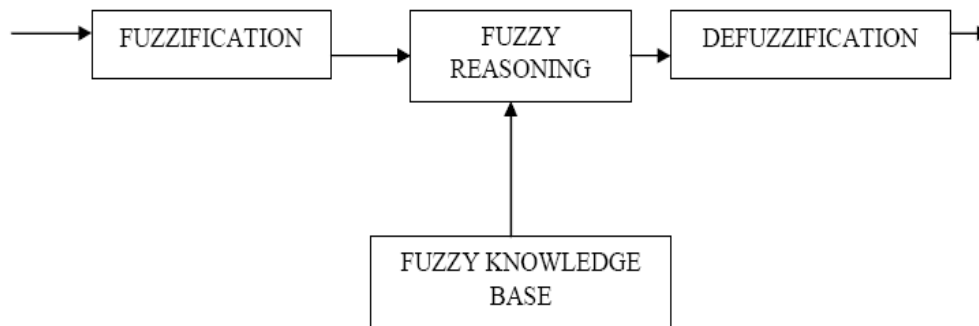 FUZZIFICATION
FUZZY
REASONING
DEFUZZIFICATION
FUZZY KNOWLEDGE
BASE